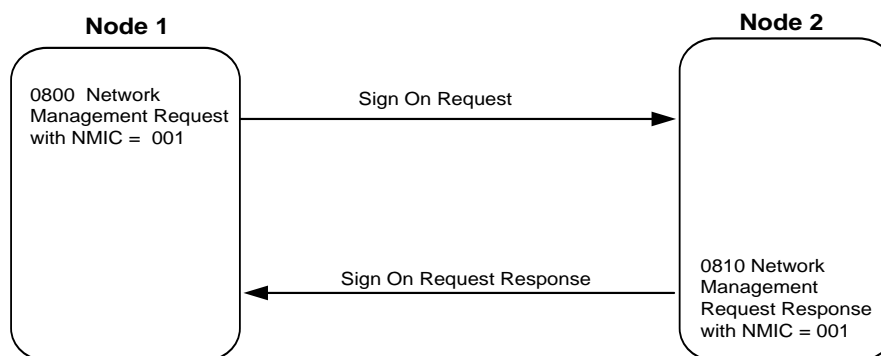 Node 1
Node 2
0800 Network
Management Request
with NMIC = 001
Sign On Request
Sign On Request Response
0810 Network
Management
Request Response
with NMIC = 001